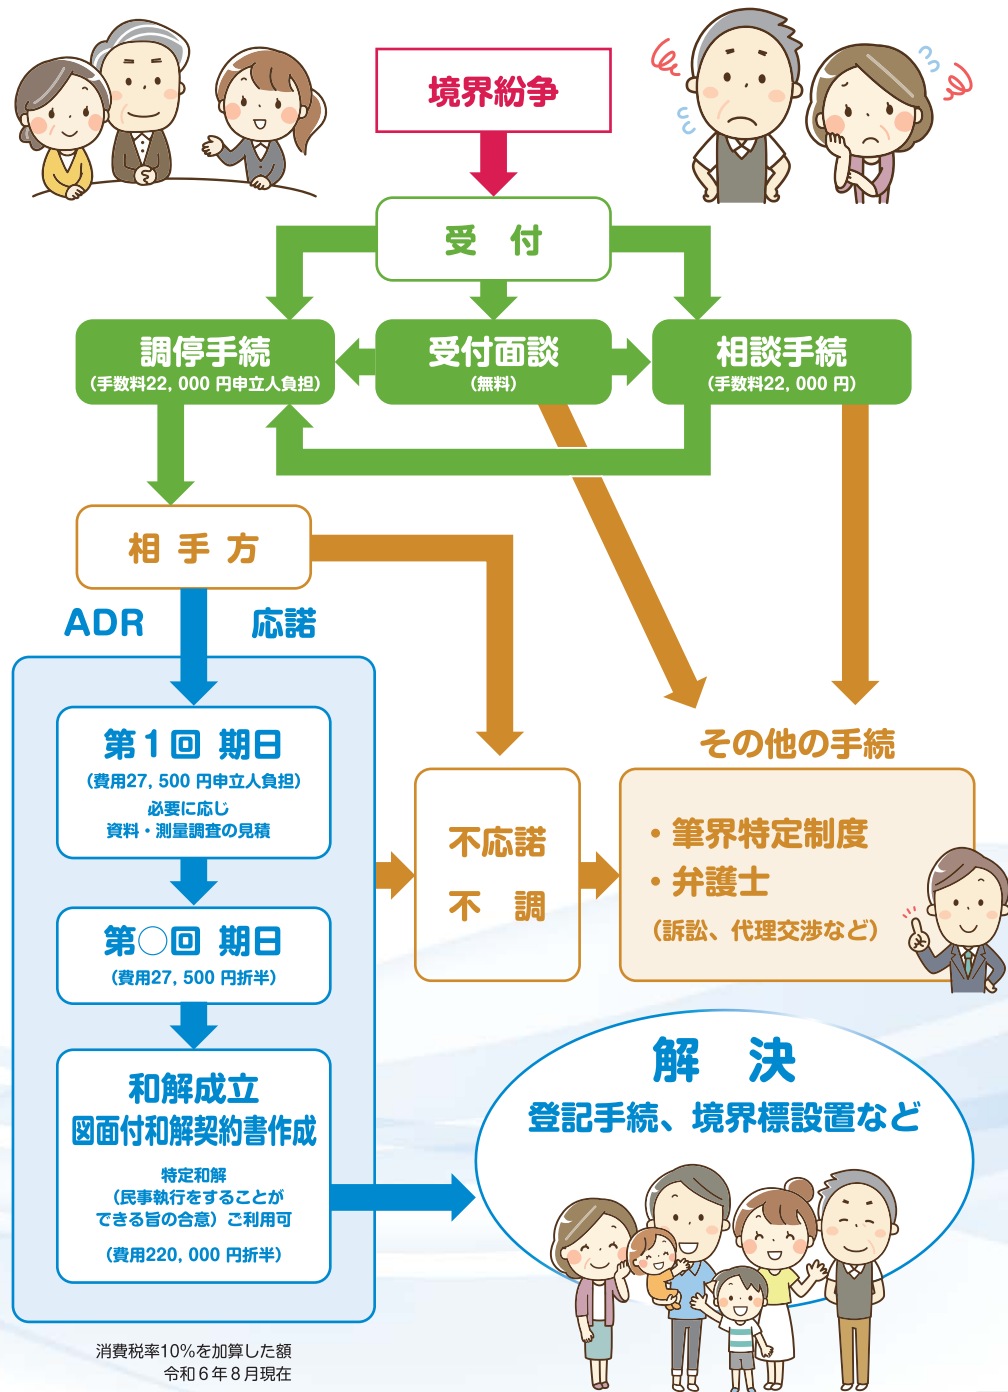 境界紛争
受 付
調停手続
(手数料22, 000 円申立人負担)
受付面談
(無料)
相談手続
(手数料22, 000 円)
相 手 方
ADR 応諾
第１回 期日
(費用27, 500 円申立人負担)
必要に応じ
資料・測量調査の見積
第○回 期日
(費用27, 500 円折半)
和解成立
図面付和解契約書作成
特定和解
(民事執行をすることが
できる旨の合意) ご利用可
(費用220, 000 円折半)
不応諾
不 調
その他の手続
・筆界特定制度
・弁護士
(訴訟、代理交渉など)
解 決
登記手続、境界標設置など
消費税率10%を加算した額
令和６年８月現在